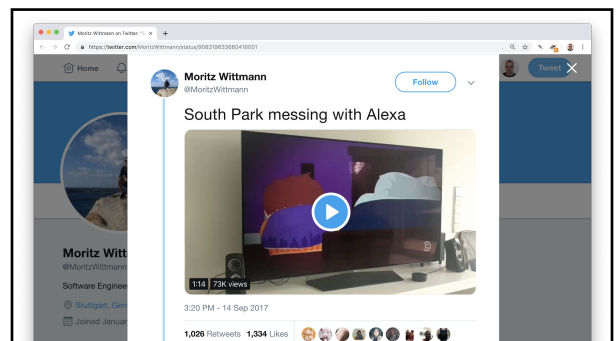 Moritz Wittmann on Twitter: "S
https://twitter.com/MoritzWittmann/status/908319633680416001
Home
Tweet
Moritz Wittmann
@MoritzWittmann
Follow
South Park messing with Alexa
1:14 73K views
3:20 PM - 14 Sep 2017
1,026 Retweets 1,334 Likes
Moritz Witt
@MoritzWittmann
Software Enginee
Stuttgart, Ger
Joined Januar